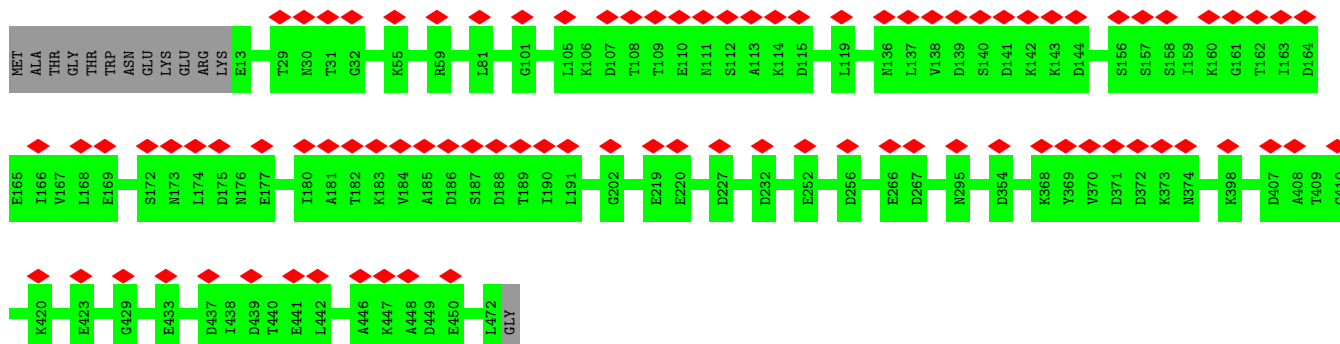 MET ALA THR GLY THR TRP ASN GLU LYS GLU ARG LYS E13 T29 N30 T31 G32 K55 R59 L81 G101 L105 K106 D107 T108 T109 E110 N111 S112 A113 K114 D115 L119 N136 L137 V138 D139 S140 D141 K142 K143 D144 S156 S157 S158 I159 K160 G161 T162 I163 D164
E165 I166 V167 L168 E169 S172 N173 L174 D175 N176 E177 I180 A181 T182 K183 V184 A185 D186 S187 D188 T189 I190 L191 G202 E219 E220 D227 D232 E252 D256 E266 D267 N295 D354 K368 Y369 V370 D371 D372 K373 N374 K398 D407 A408 T409 G410
K420 E423 G429 E433 D437 I438 D439 T440 E441 L442 A446 K447 A448 D449 E450 L472 GLY